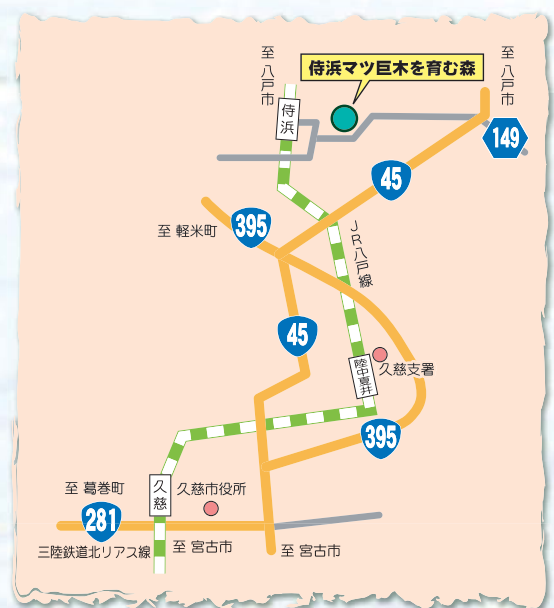 至 八戸市
侍浜マツ巨木を育む森
至 八戸市
侍浜
149
45
395
至 軽米町
JR八戸線
45
陸中夏井
久慈支署
395
至 葛巻町
久慈
久慈市役所
281
三陸鉄道北リアス線
至 宮古市
至 宮古市